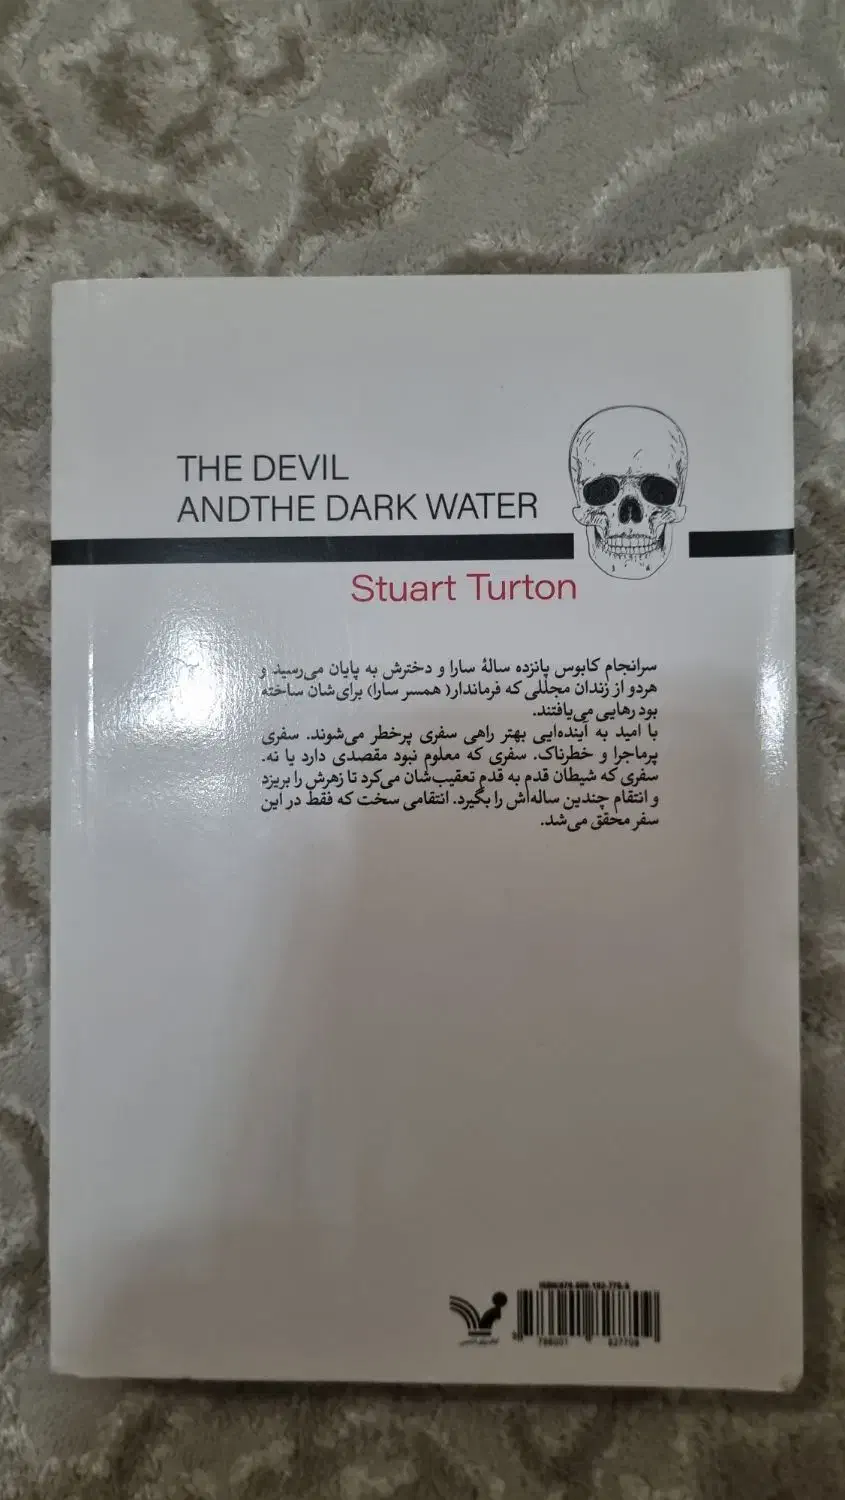 THE DEVIL
ANDTHE DARK WATER
Stuart Turton
سرانجام کابوس پانزده سالهٔ سارا و دخترش به پایان می‌رسید و
هردو از زندان مجللی که فرماندار( همسر سارا) برای‌شان ساخته
بود رهایی می‌یافتند.
با امید به آینده‌ایی بهتر راهی سفری پرخطر می‌شوند. سفری
پرماجرا و خطرناک. سفری که معلوم نبود مقصدی دارد یا نه.
سفری که شیطان قدم به قدم تعقیب‌شان می‌کرد تا زهرش را بریزد
و انتقام چندین ساله‌اش را بگیرد. انتقامی سخت که فقط در این
سفر محقق می‌شد.